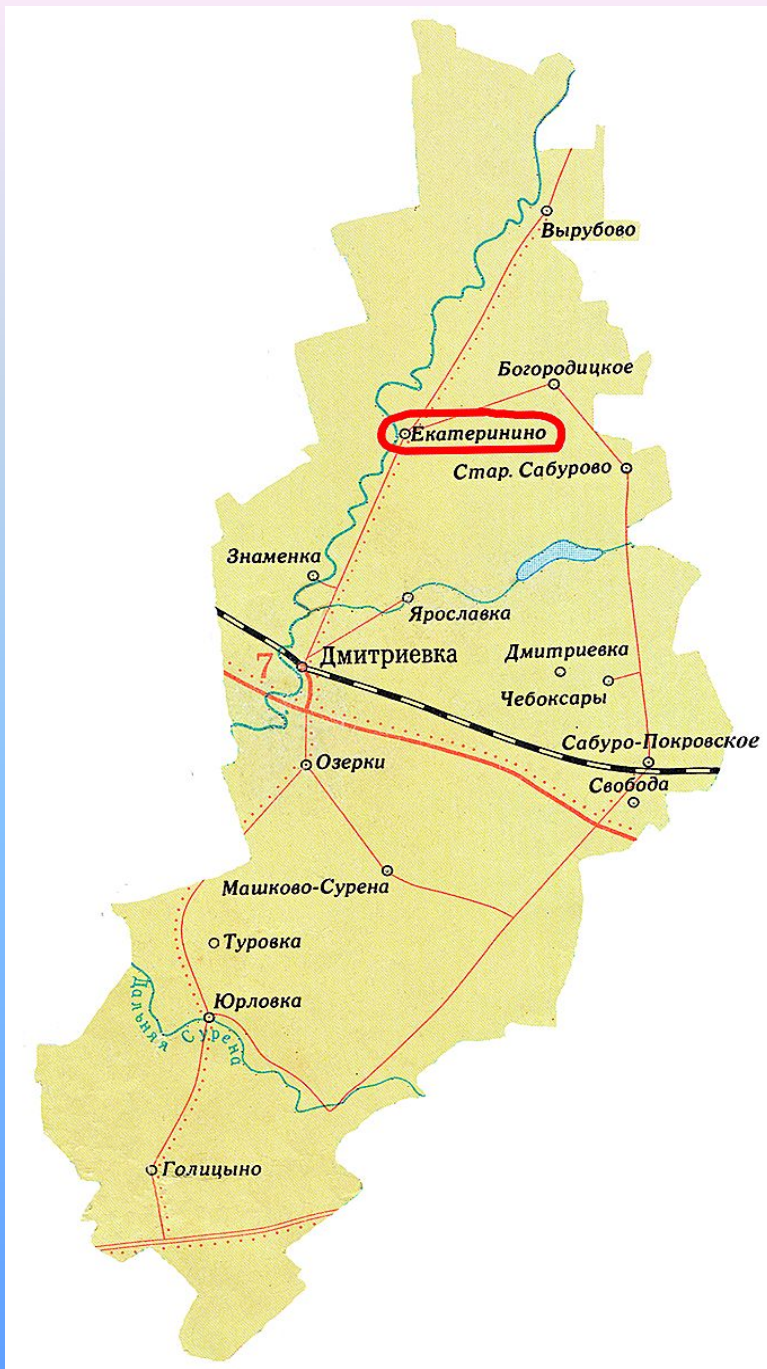 Вырубово
Богородицкое
Екатеринино
Стар. Сабурово
Знаменка
Ярославка
7
Дмитриевка
Дмитриевка
Чебоксары
Сабуро-Покровское
Озерки
Свобода
Машково-Сурена
Туровка
Юрловка
Дальняя Сурена
Голицыно